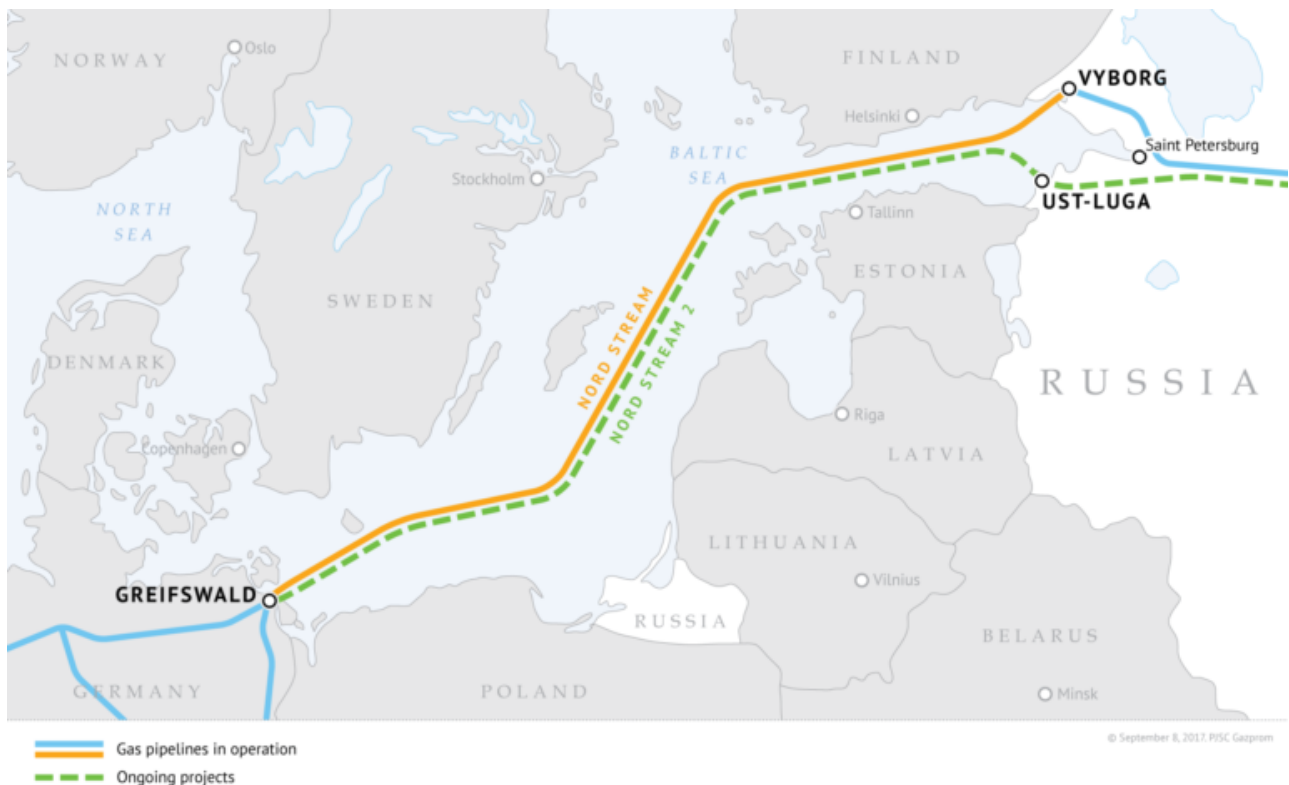 NORWAY
Oslo
FINLAND
VYBORG
Helsinki
Saint Petersburg
BALTIC
SEA
Stockholm
UST-LUGA
NORTH
SEA
Tallinn
ESTONIA
SWEDEN
NORD STREAM
NORD STREAM 2
DENMARK
RUSSIA
Riga
Copenhagen
LATVIA
LITHUANIA
Vilnius
GREIFSWALD
RUSSIA
BELARUS
GERMANY
POLAND
Minsk
Gas pipelines in operation
© September 8, 2017. PJSC Gazprom
Ongoing projects